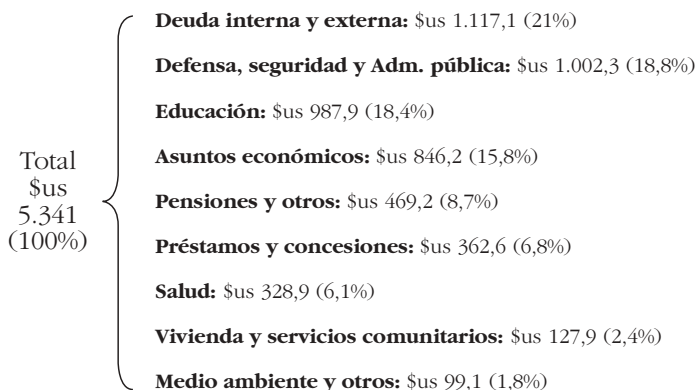 Total
$us
5.341
(100%)
Deuda interna y externa: $us 1.117,1 (21%)
Defensa, seguridad y Adm. pública: $us 1.002,3 (18,8%)
Educación: $us 987,9 (18,4%)
Asuntos económicos: $us 846,2 (15,8%)
Pensiones y otros: $us 469,2 (8,7%)
Préstamos y concesiones: $us 362,6 (6,8%)
Salud: $us 328,9 (6,1%)
Vivienda y servicios comunitarios: $us 127,9 (2,4%)
Medio ambiente y otros: $us 99,1 (1,8%)